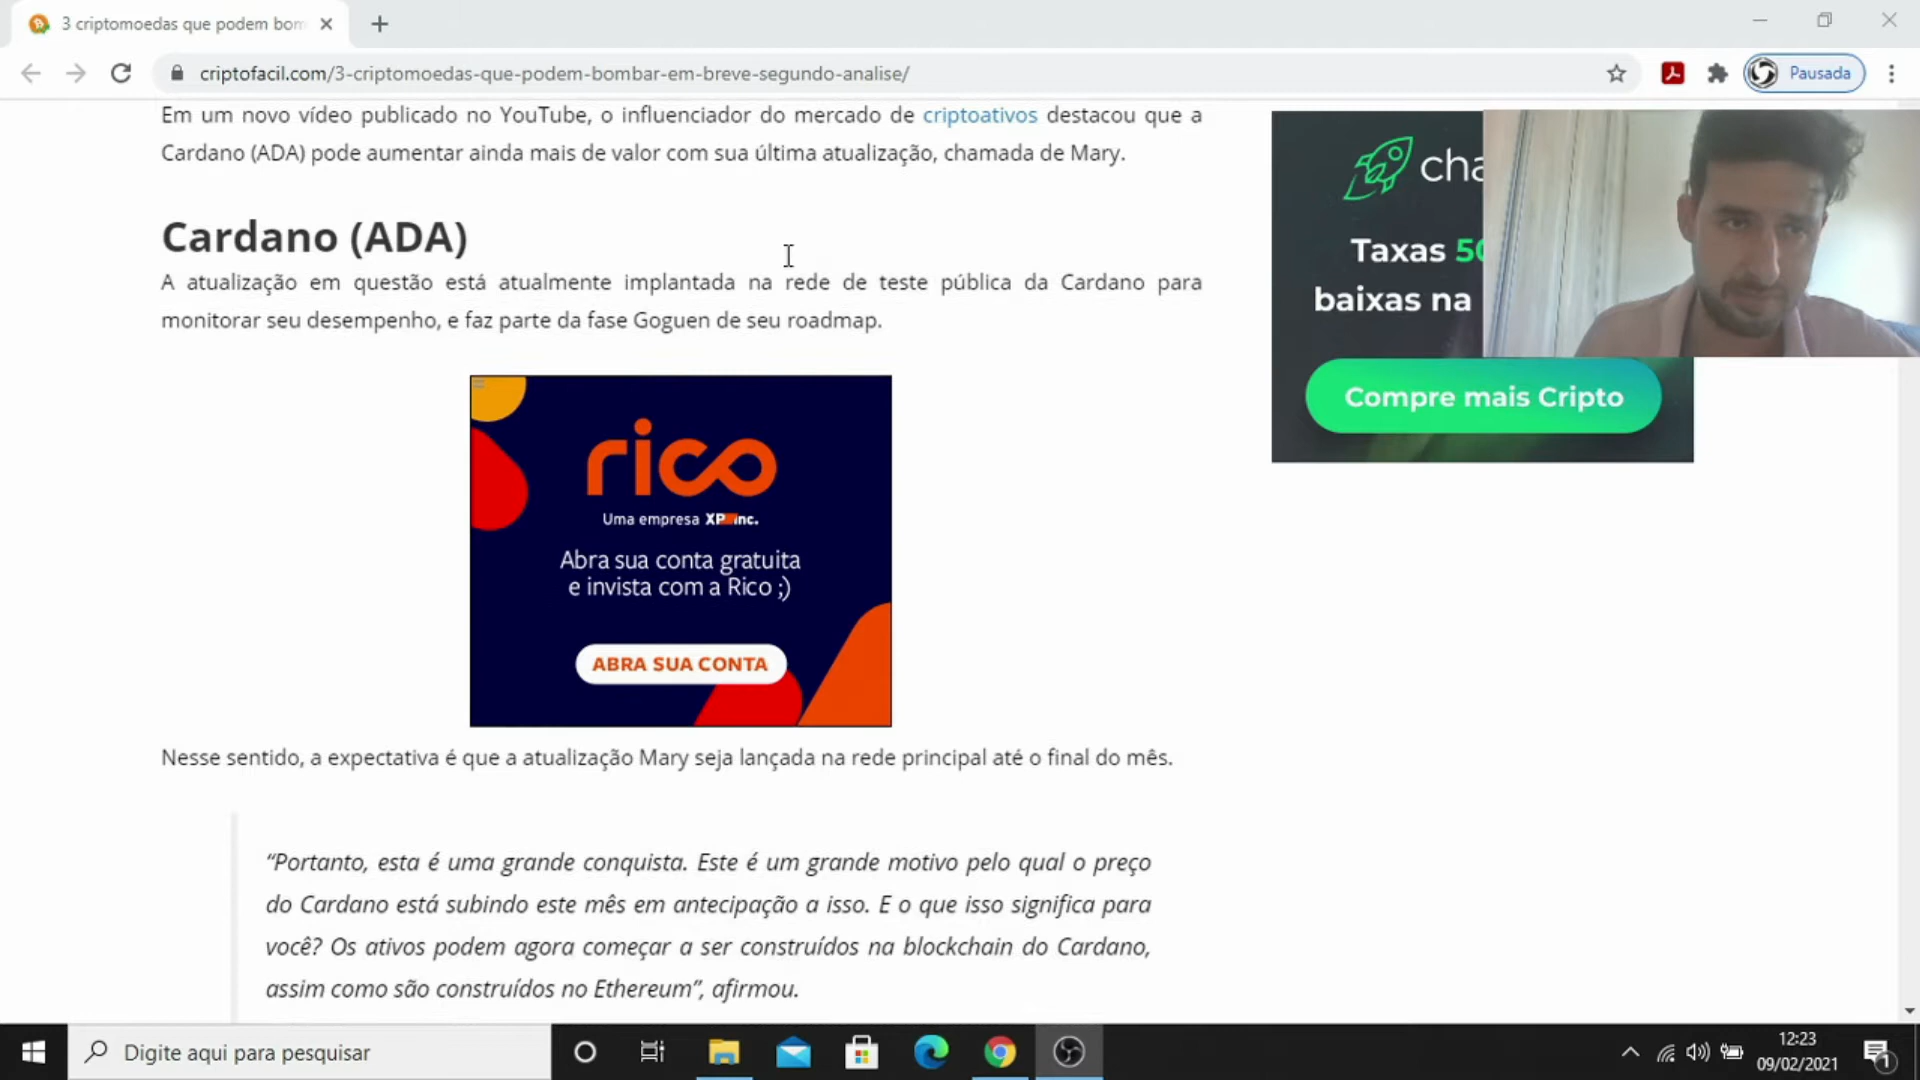 3 criptomoedas que podem bom
criptofacil.com/3-criptomoedas-que-podem-bombar-em-breve-segundo-analise/
Pausada
Em um novo vídeo publicado no YouTube, o influenciador do mercado de criptoativos destacou que a
Cardano (ADA) pode aumentar ainda mais de valor com sua última atualização, chamada de Mary.
Cardano (ADA)
A atualização em questão está atualmente implantada na rede de teste pública da Cardano para
monitorar seu desempenho, e faz parte da fase Goguen de seu roadmap.
rico
Uma empresa XP inc.
Abra sua conta gratuita
e invista com a Rico ;)
ABRA SUA CONTA
Nesse sentido, a expectativa é que a atualização Mary seja lançada na rede principal até o final do mês.
“Portanto, esta é uma grande conquista. Este é um grande motivo pelo qual o preço
do Cardano está subindo este mês em antecipação a isso. E o que isso significa para
você? Os ativos podem agora começar a ser construídos na blockchain do Cardano,
assim como são construídos no Ethereum”, afirmou.
cha
Taxas 50
baixas na
Compre mais Cripto
Digite aqui para pesquisar
12:23
09/02/2021
1